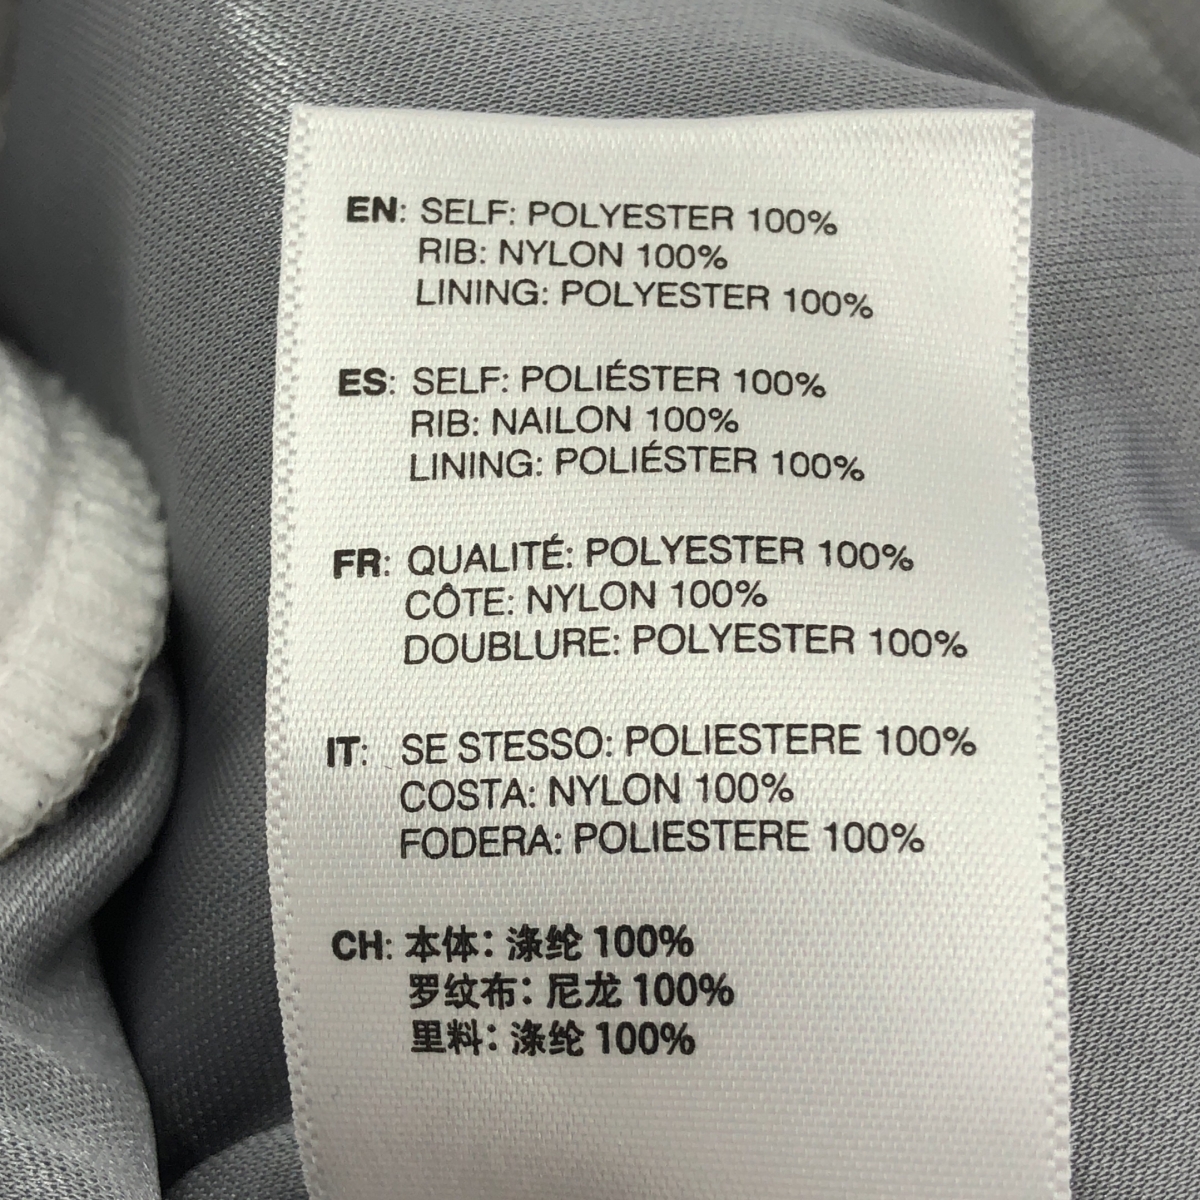 EN: SELF: POLYESTER 100%
RIB: NYLON 100%
LINING: POLYESTER 100%
ES: SELF: POLIÉSTER 100%
RIB: NAILON 100%
LINING: POLIÉSTER 100%
FR: QUALITÉ: POLYESTER 100%
CÔTE: NYLON 100%
DOUBLURE: POLYESTER 100%
IT: SE STESSO: POLIESTERE 100%
COSTA: NYLON 100%
FODERA: POLIESTERE 100%
CH: 本体: 涤纶 100%
罗纹布: 尼龙 100%
里料: 涤纶 100%